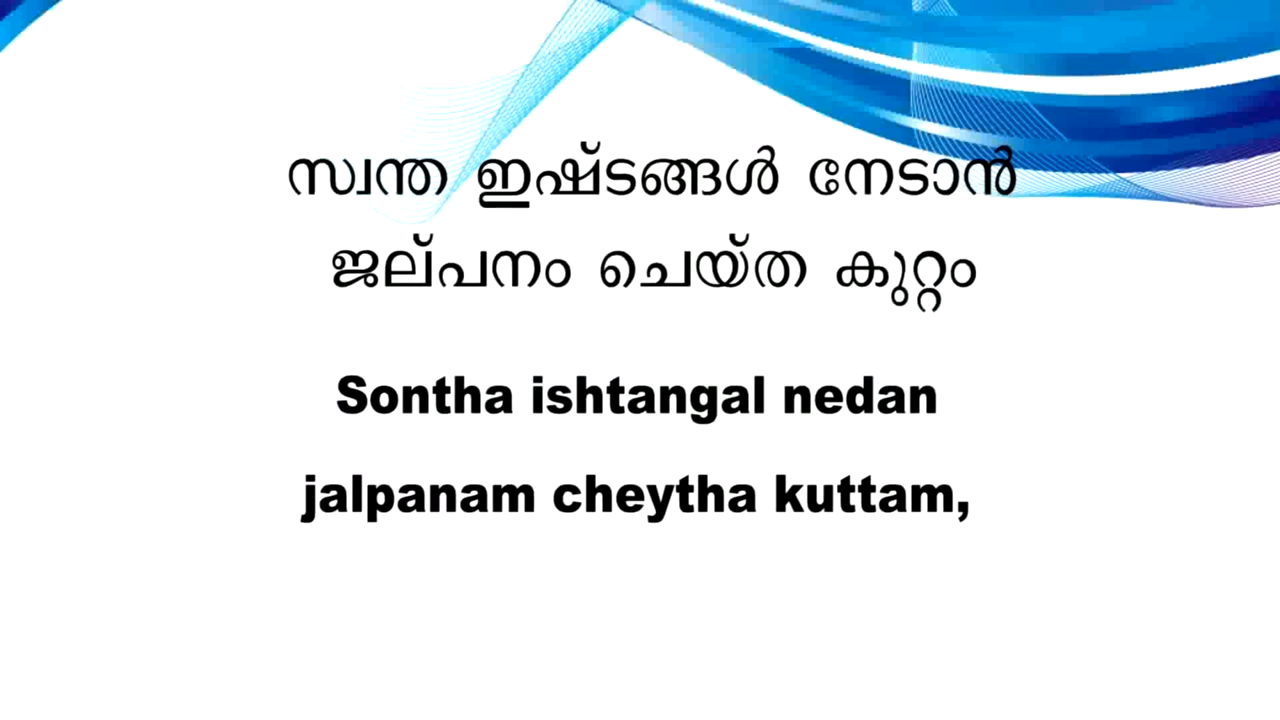 സ്വന്ത ഇഷ്ടങ്ങൾ നേടാൻ
ജല്പനം ചെയ്ത കുറ്റം
Sontha ishtangal nedan
jalpanam cheytha kuttam,